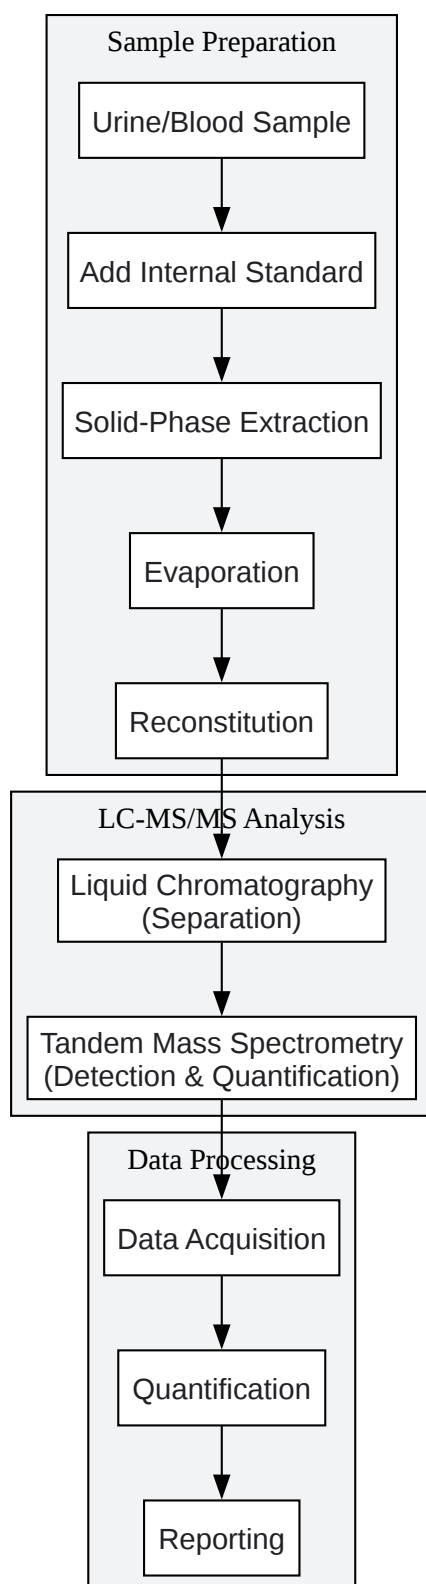 Sample Preparation
Urine/Blood Sample
Add Internal Standard
Solid-Phase Extraction
Evaporation
Reconstitution
LC-MS/MS Analysis
Liquid Chromatography
(Separation)
Tandem Mass Spectrometry
(Detection & Quantification)
Data Processing
Data Acquisition
Quantification
Reporting